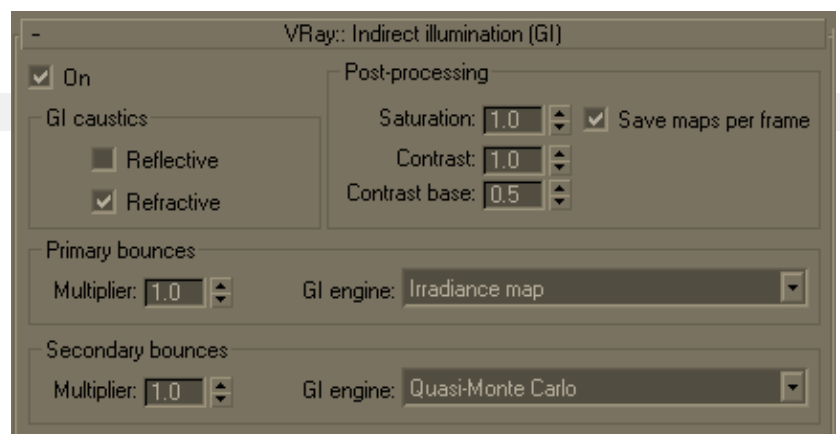 - VRay:: Indirect illumination (GI)
On
Post-processing
Saturation: 1.0 Save maps per frame
Contrast: 1.0
Contrast base: 0.5
GI caustics
Reflective
Refractive
Primary bounces
Multiplier: 1.0 GI engine: Irradiance map
Secondary bounces
Multiplier: 1.0 GI engine: Quasi-Monte Carlo